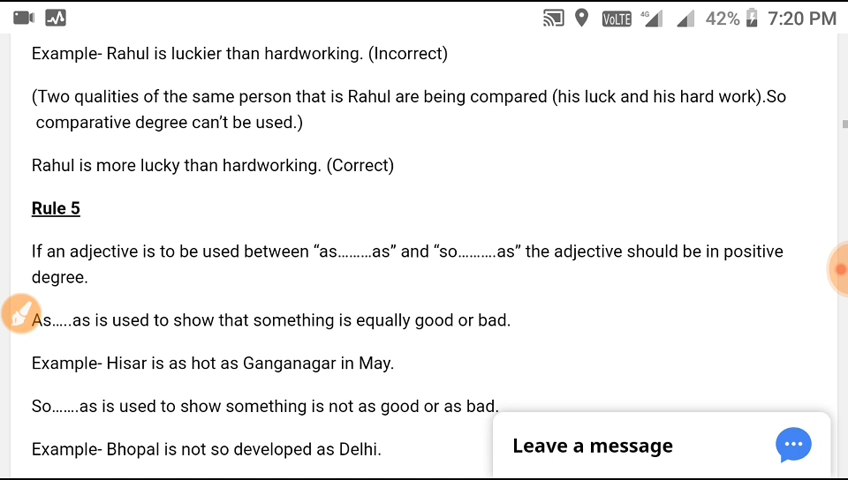 VoLTE 4G 42% 7:20 PM
Example- Rahul is luckier than hardworking. (Incorrect)
(Two qualities of the same person that is Rahul are being compared (his luck and his hard work).So
comparative degree can’t be used.)
Rahul is more lucky than hardworking. (Correct)
Rule 5
If an adjective is to be used between “as.........as” and “so..........as” the adjective should be in positive
degree.
As.....as is used to show that something is equally good or bad.
Example- Hisar is as hot as Ganganagar in May.
So.......as is used to show something is not as good or as bad.
Example- Bhopal is not so developed as Delhi.
Leave a message